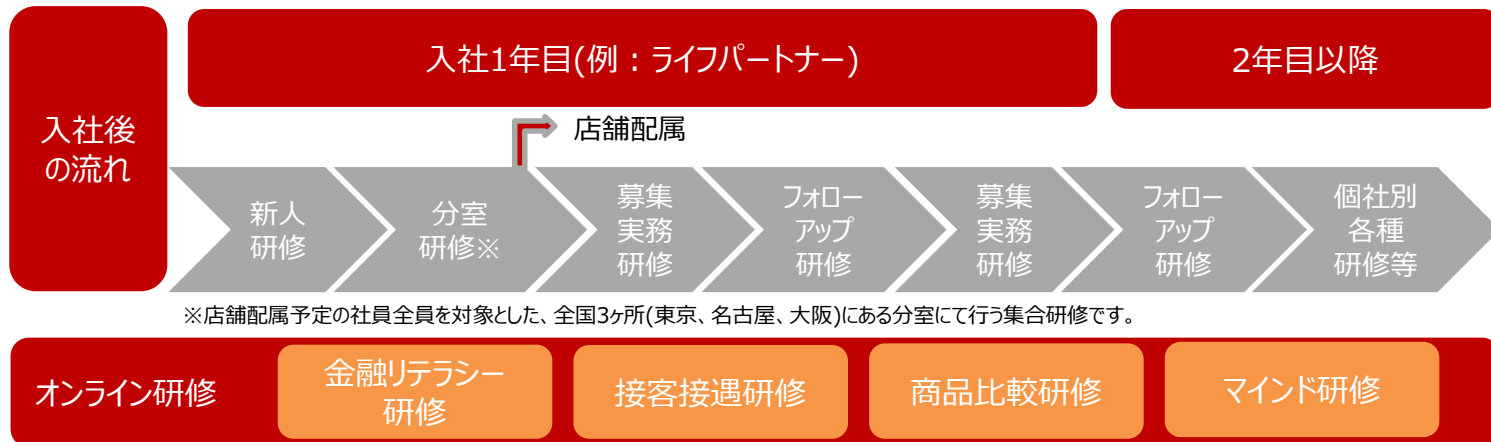 入社後
の流れ
入社1年目(例：ライフパートナー)
2年目以降
店舗配属
新人
研修
分室
研修※
募集
実務
研修
フォロー
アップ
研修
募集
実務
研修
フォロー
アップ
研修
個社別
各種
研修等
※店舗配属予定の社員全員を対象とした、全国3ヶ所(東京、名古屋、大阪)にある分室にて行う集合研修です。
オンライン研修
金融リテラシー
研修
接客接遇研修
商品比較研修
マインド研修